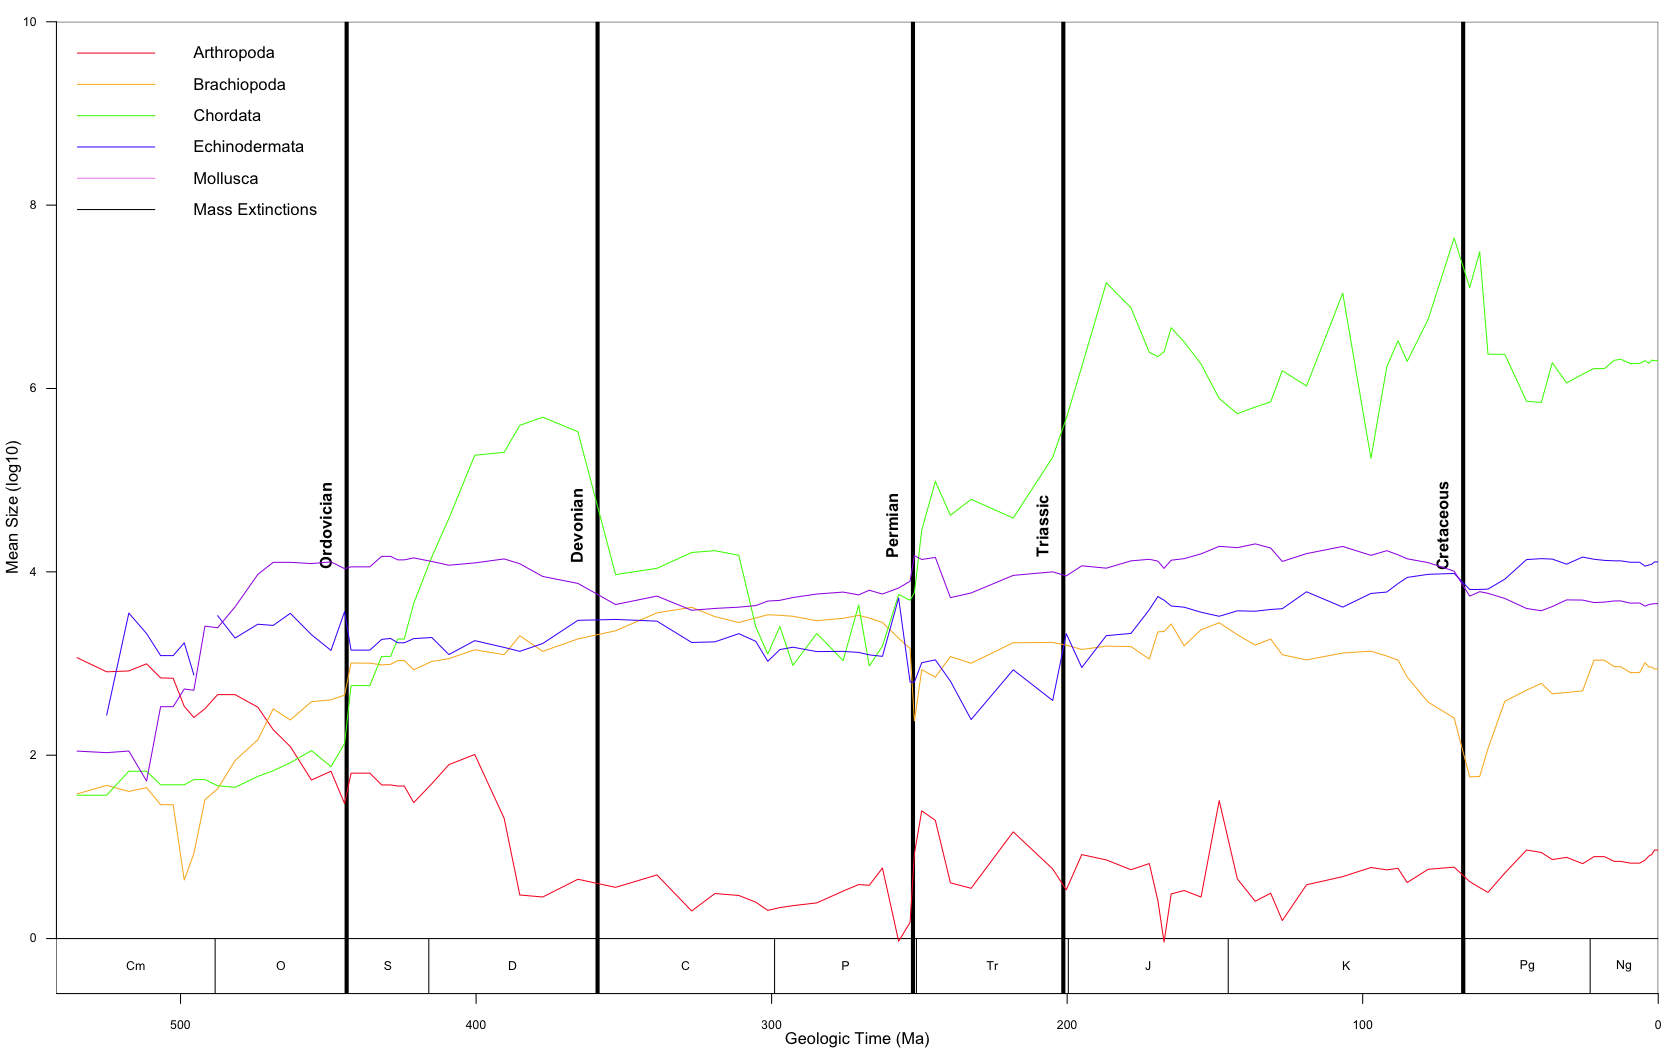 10
8
6
4
2
0
Mean Size (log10)
Arthropoda
Brachiopoda
Chordata
Echinodermata
Mollusca
Mass Extinctions
Ordovician
Devonian
Permian
Triassic
Cretaceous
Cm O S D C P Tr J K Pg Ng
500 400 300 200 100 0
Geologic Time (Ma)